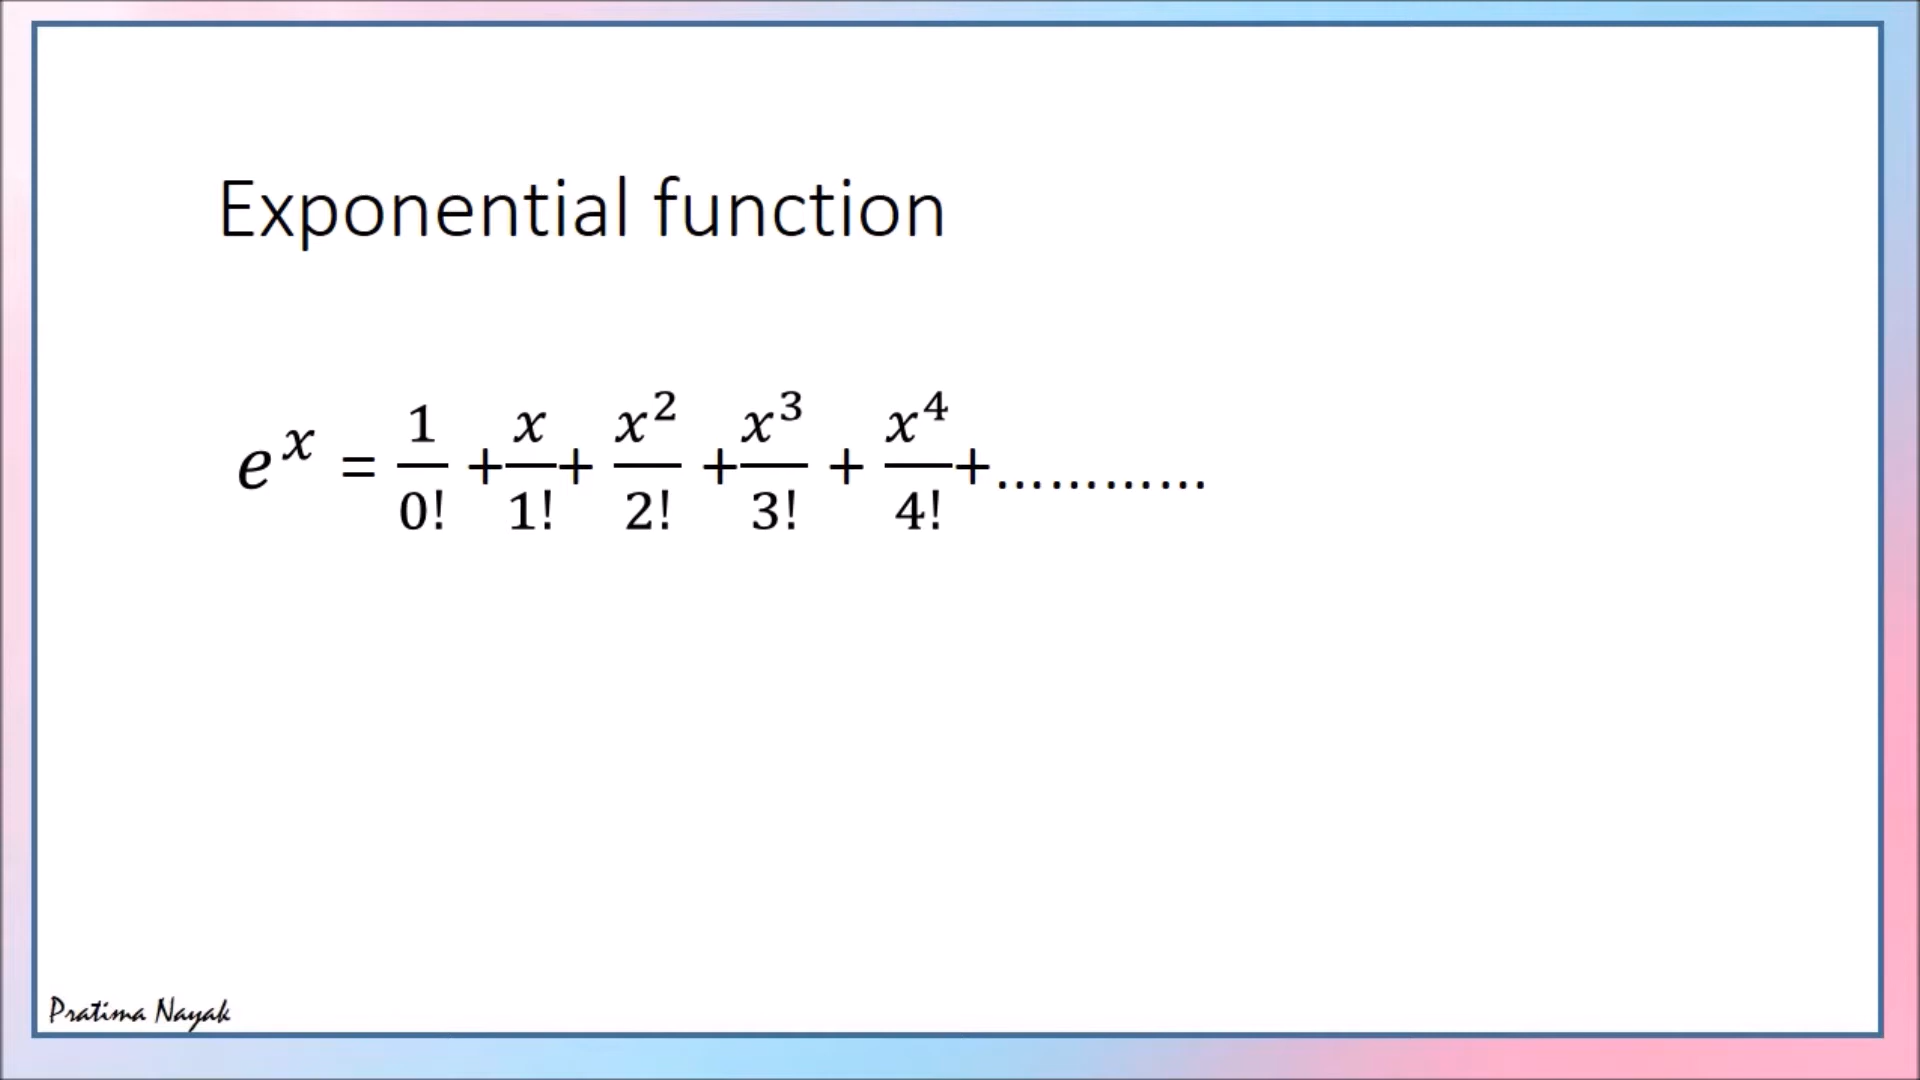 Exponential function
e^x = 1/0! + x/1! + x^2/2! + x^3/3! + x^4/4! + …………
Pratima Nayak